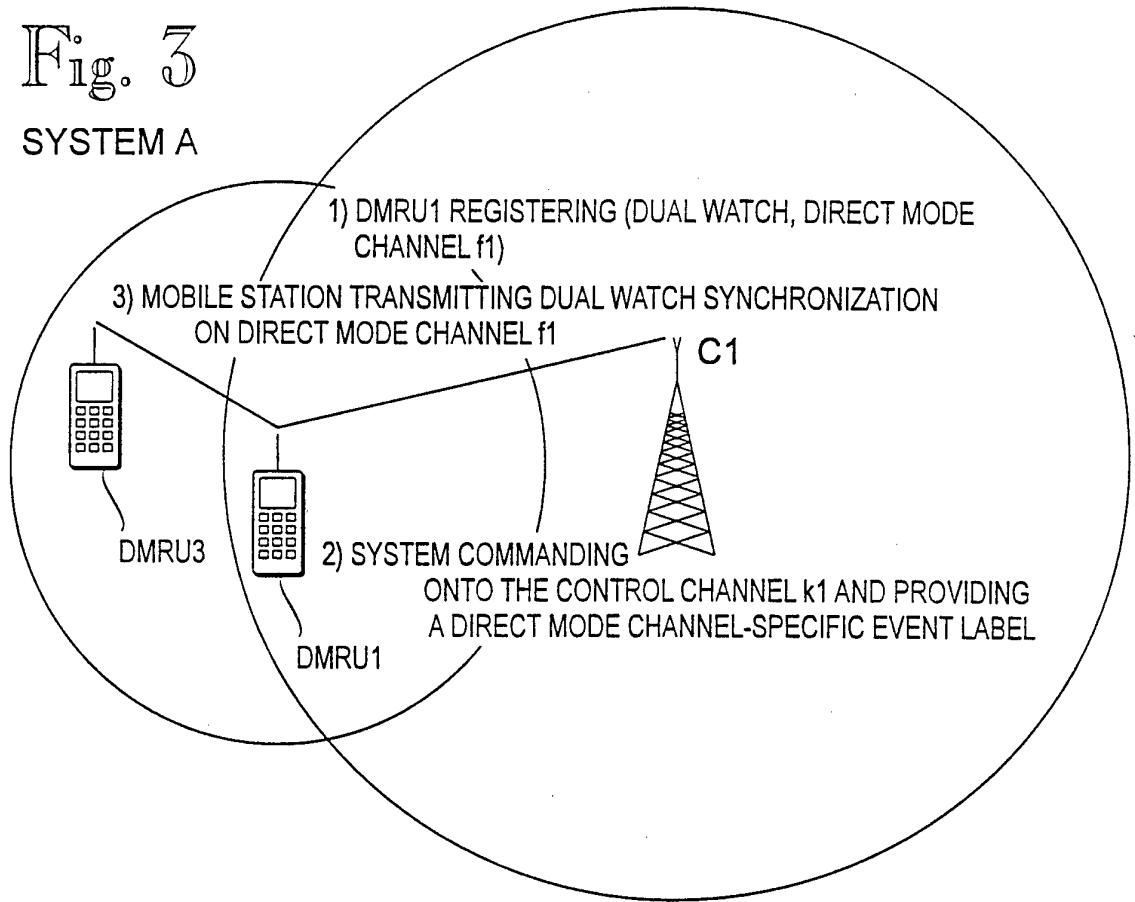 Fig. 3
SYSTEM A
1) DMRU1 REGISTERING (DUAL WATCH, DIRECT MODE
CHANNEL f1)
3) MOBILE STATION TRANSMITTING DUAL WATCH SYNCHRONIZATION
ON DIRECT MODE CHANNEL f1
C1
DMRU3
2) SYSTEM COMMANDING
ONTO THE CONTROL CHANNEL k1 AND PROVIDING
A DIRECT MODE CHANNEL-SPECIFIC EVENT LABEL
DMRU1